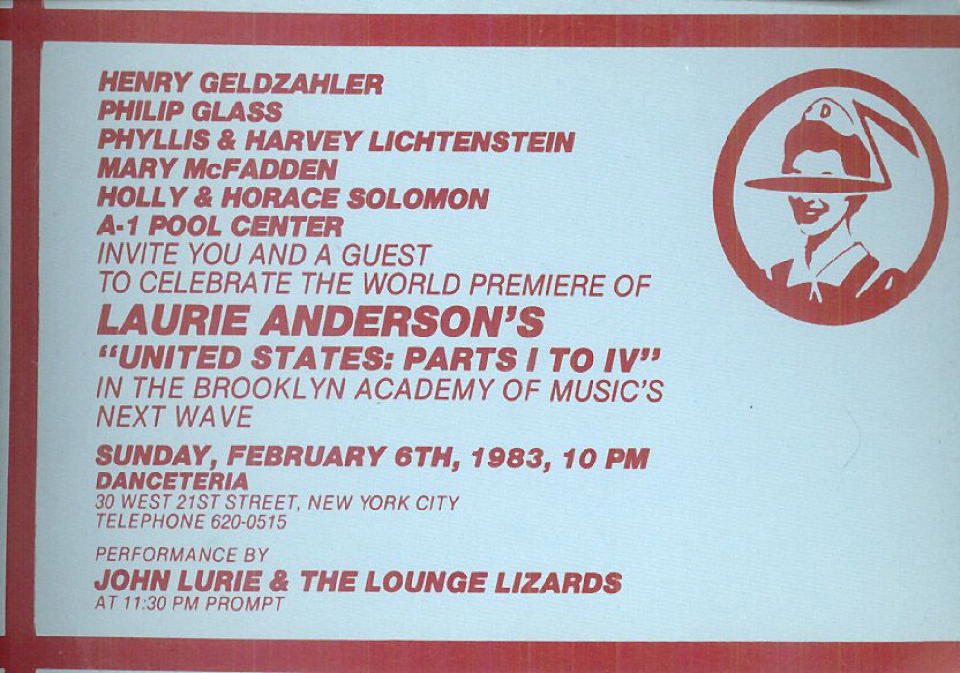 HENRY GELDZAHLER
PHILIP GLASS
PHYLLIS & HARVEY LICHTENSTEIN
MARY McFADDEN
HOLLY & HORACE SOLOMON
A-1 POOL CENTER
INVITE YOU AND A GUEST
TO CELEBRATE THE WORLD PREMIERE OF
LAURIE ANDERSON'S
“UNITED STATES: PARTS I TO IV”
IN THE BROOKLYN ACADEMY OF MUSIC'S
NEXT WAVE
SUNDAY, FEBRUARY 6TH, 1983, 10 PM
DANCETERIA
30 WEST 21ST STREET, NEW YORK CITY
TELEPHONE 620-0515
PERFORMANCE BY
JOHN LURIE & THE LOUNGE LIZARDS
AT 11:30 PM PROMPT
D